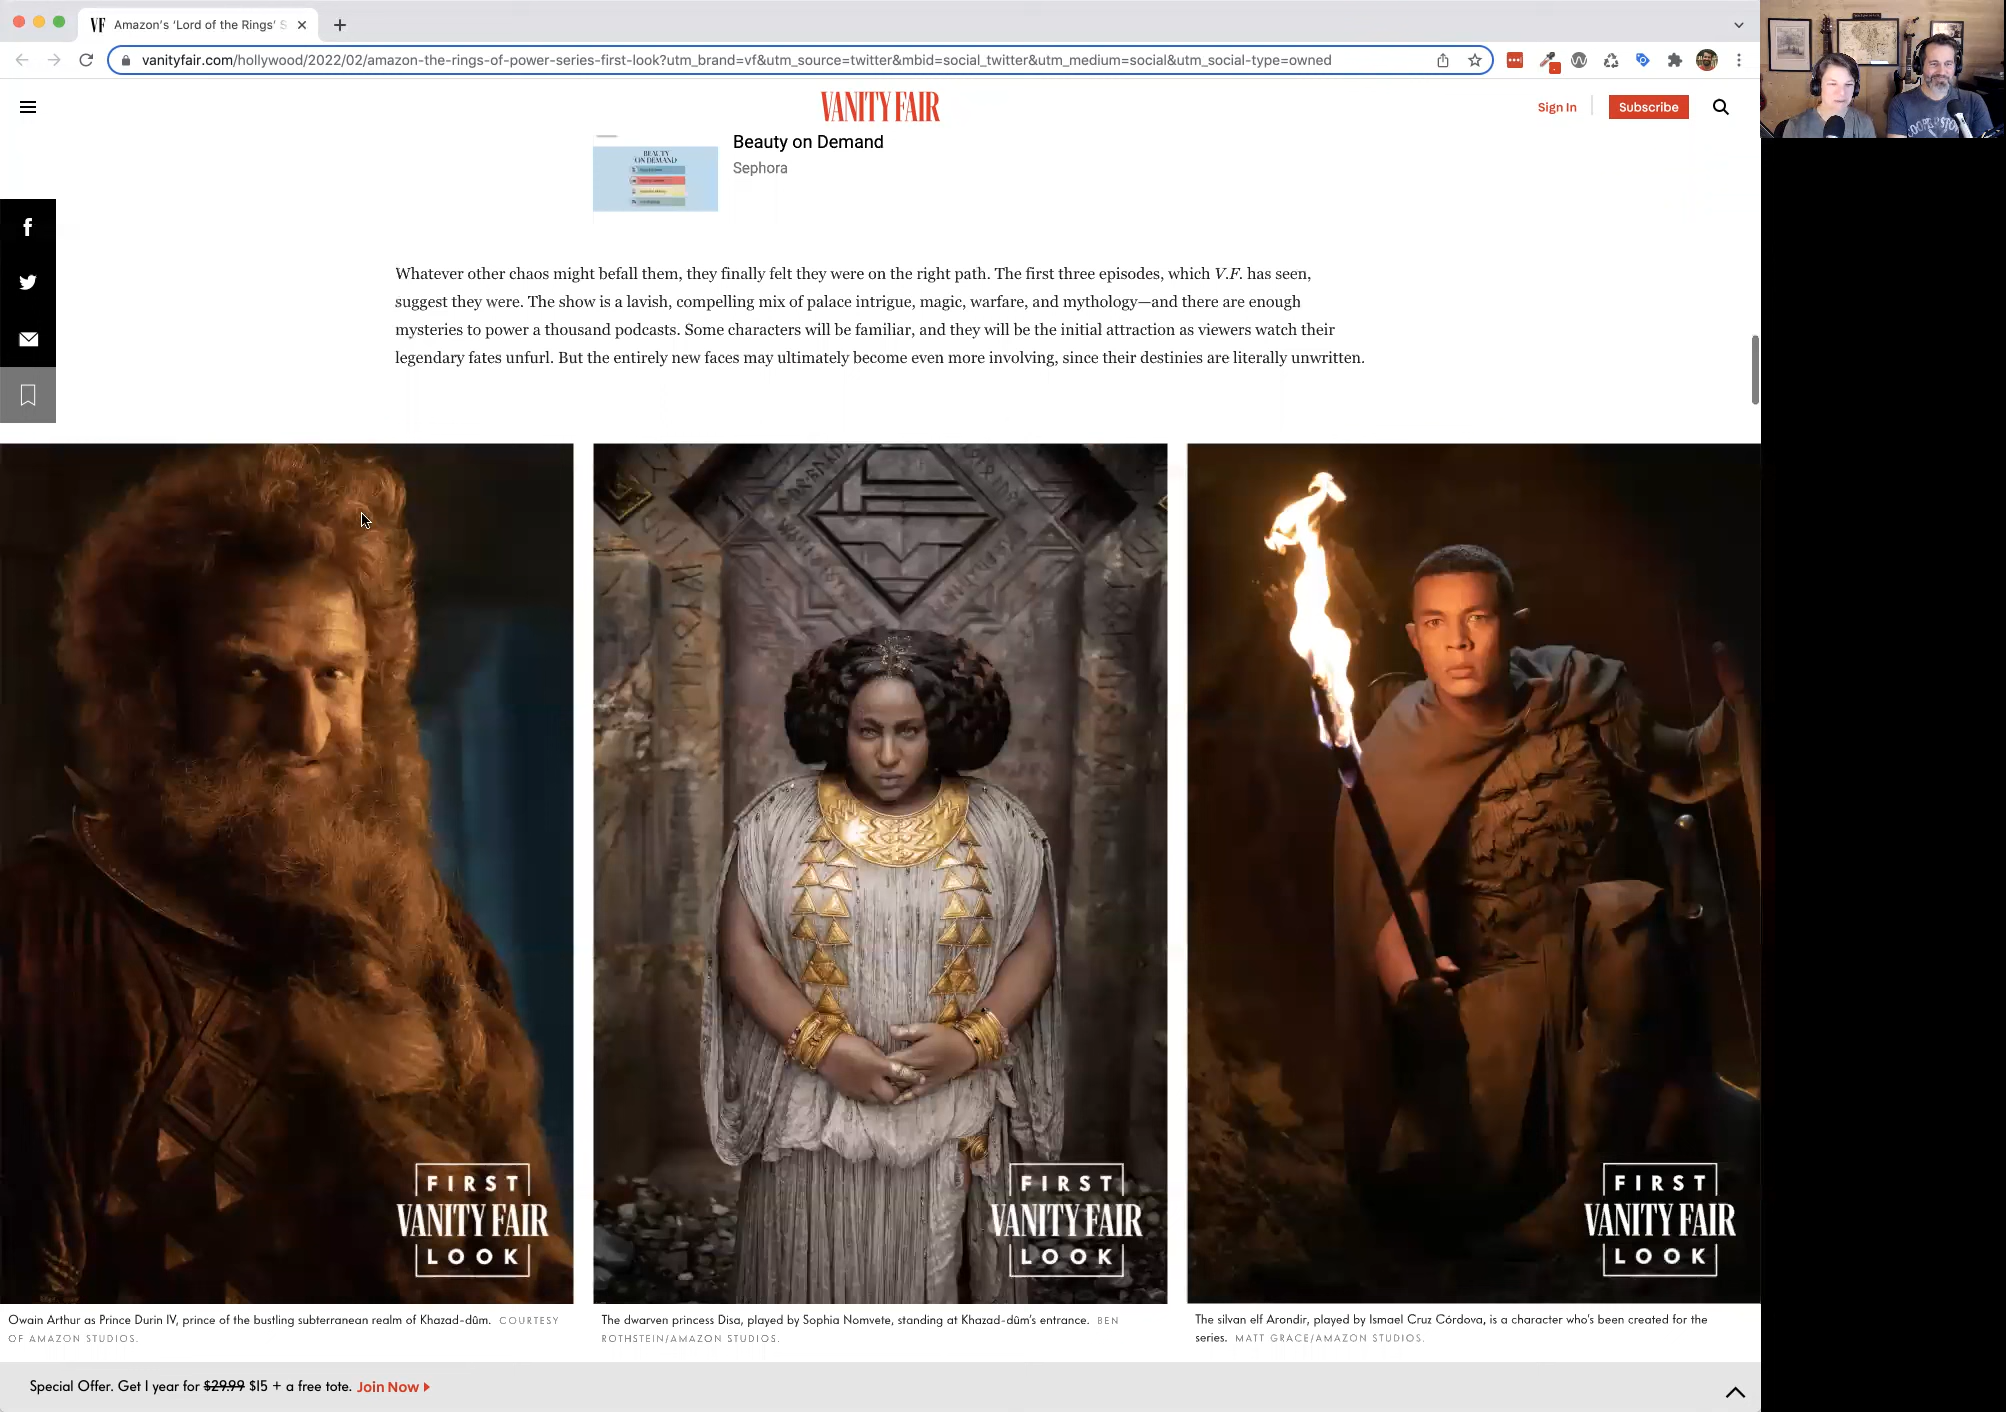 VF Amazon's 'Lord of the Rings' S
vanityfair.com/hollywood/2022/02/amazon-the-rings-of-power-series-first-look?utm_brand=vf&utm_source=twitter&mbid=social_twitter&utm_medium=social&utm_social-type=owned
VANITY FAIR
Sign In
Subscribe
BEAUTY
ON DEMAND
Beauty on Demand
Sephora
Whatever other chaos might befall them, they finally felt they were on the right path. The first three episodes, which V.F. has seen,
suggest they were. The show is a lavish, compelling mix of palace intrigue, magic, warfare, and mythology—and there are enough
mysteries to power a thousand podcasts. Some characters will be familiar, and they will be the initial attraction as viewers watch their
legendary fates unfurl. But the entirely new faces may ultimately become even more involving, since their destinies are literally unwritten.
FIRST
VANITY FAIR
LOOK
FIRST
VANITY FAIR
LOOK
FIRST
VANITY FAIR
LOOK
Owain Arthur as Prince Durin IV, prince of the bustling subterranean realm of Khazad-dûm. COURTESY
OF AMAZON STUDIOS.
The dwarven princess Disa, played by Sophia Nomvete, standing at Khazad-dûm's entrance. BEN
ROTHSTEIN/AMAZON STUDIOS.
The silvan elf Arondir, played by Ismael Cruz Córdova, is a character who's been created for the
series. MATT GRACE/AMAZON STUDIOS.
Special Offer. Get 1 year for $29.99 $15 + a free tote. Join Now